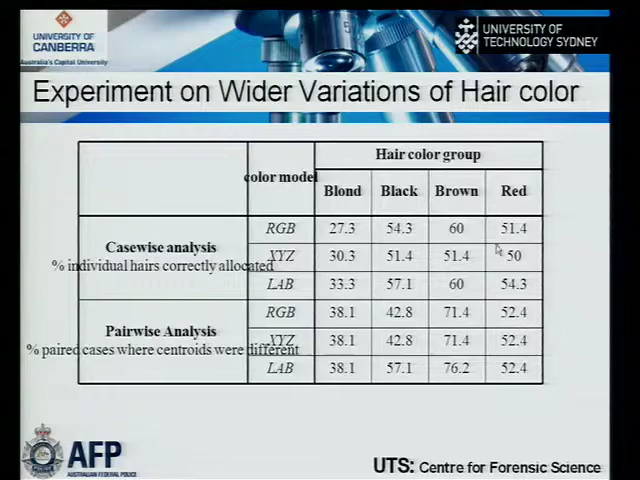 UNIVERSITY OF
CANBERRA
Australia's Capital University
UNIVERSITY OF
TECHNOLOGY SYDNEY
Experiment on Wider Variations of Hair color
color model
Hair color group
Blond Black Brown Red
Casewise analysis
% individual hairs correctly allocated
RGB 27.3 54.3 60 51.4
XYZ 30.3 51.4 51.4 50
LAB 33.3 57.1 60 54.3
Pairwise Analysis
% paired cases where centroids were different
RGB 38.1 42.8 71.4 52.4
XYZ 38.1 42.8 71.4 52.4
LAB 38.1 57.1 76.2 52.4
AFP
AUSTRALIAN FEDERAL POLICE
UTS: Centre for Forensic Science